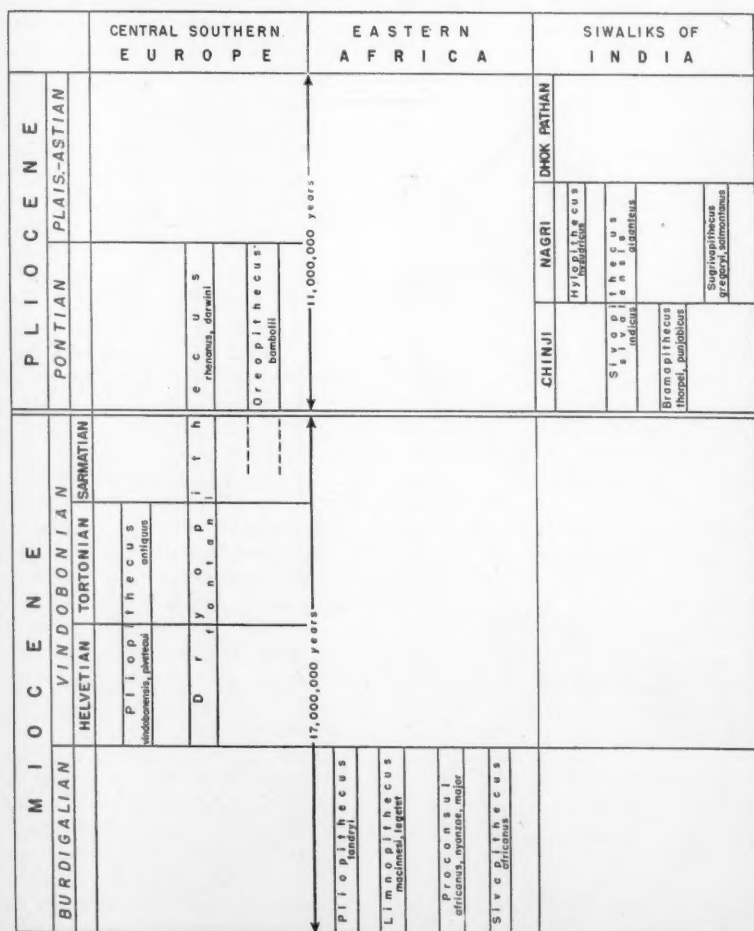 CENTRAL SOUTHERN
EUROPE
EASTERN
AFRICA
SIWALIKS OF
INDIA
PLIOCENE
PLAIS.-ASTIAN
PONTIAN
MIOCENE
VINDOBONIAN
SARMATIAN
TORTONIAN
HELVETIAN
BURDIGALIAN
Pliopithecus
antiquus
vindobonensis, piveteaui
Dryopithecus
fontani
rhenanus, darwini
Oreopithecus
bambolii
11,000,000 years
17,000,000 years
Pliopithecus
Limnopithecus
macinnesi, legetet
Proconsul
africanus, nyanzae, major
Sivapithecus
africanus
DHOK PATHAN
NAGRI
CHINJI
Hylopithecus
hysudricus
Sivapithecus
sivalensis
giganteus
indicus
Bramapithecus
thorpei, punjabicus
Sugrivapithecus
gregoryi, salmontanus